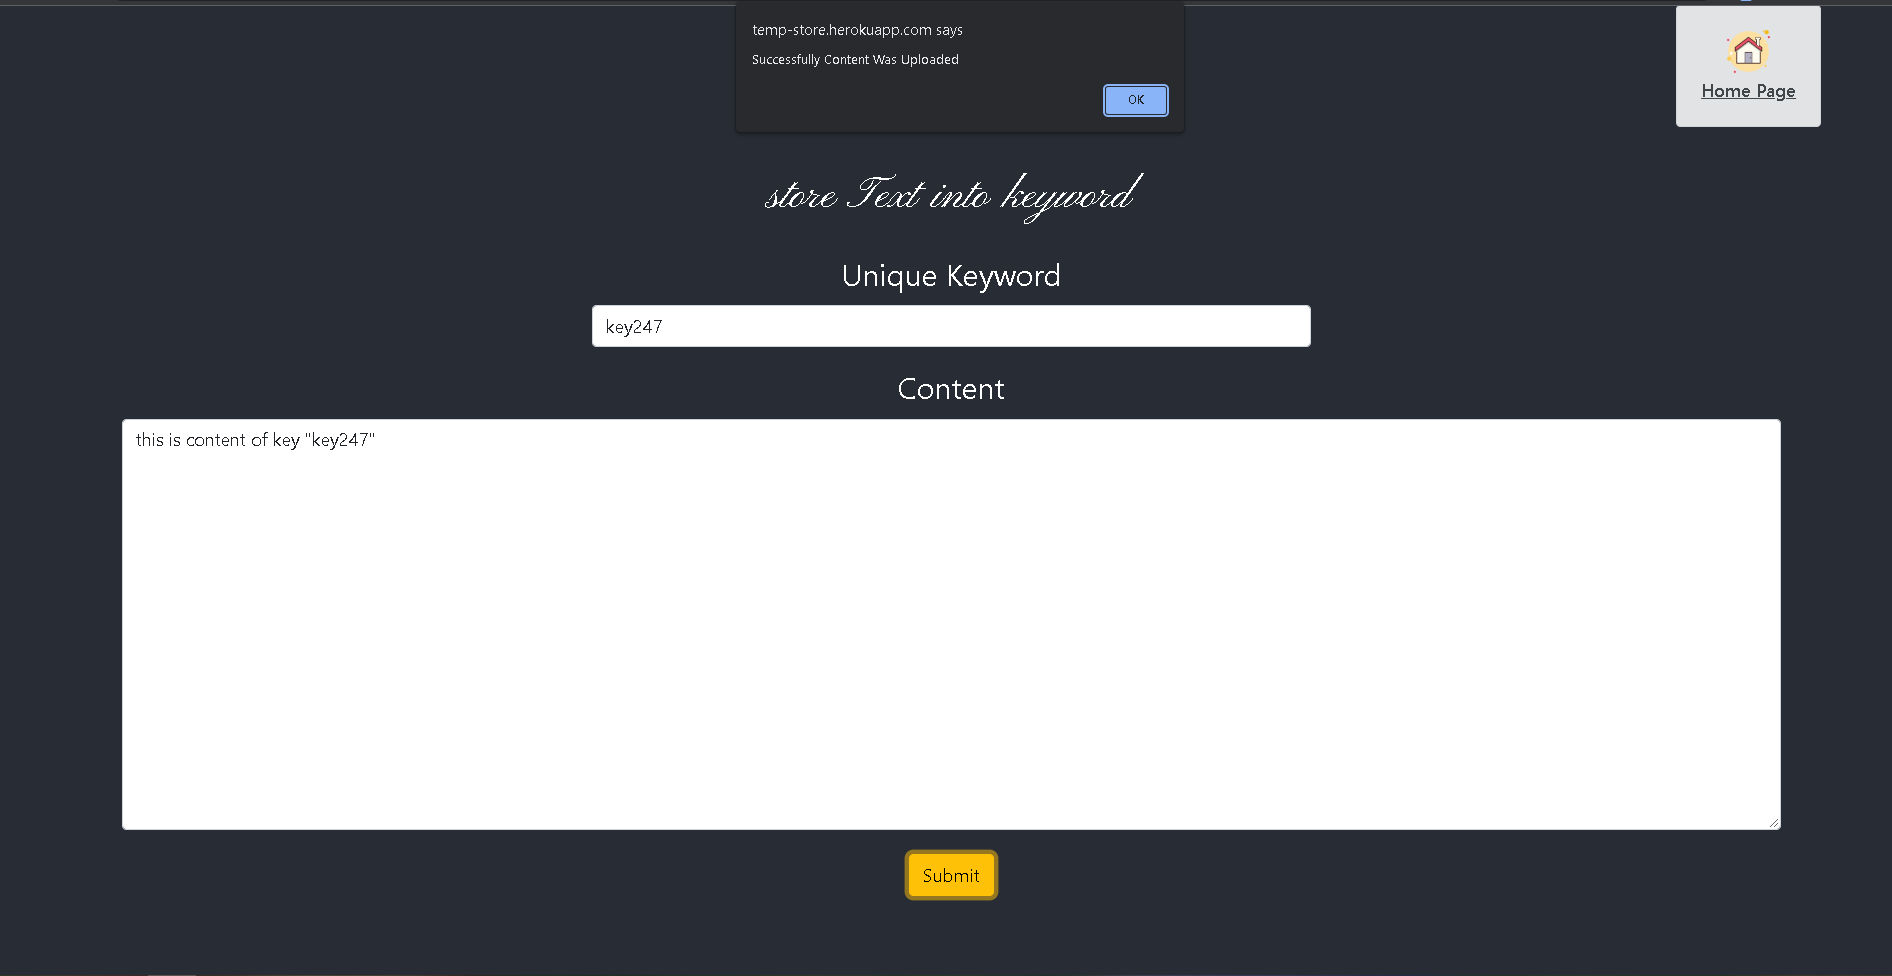 temp-store.herokuapp.com says
Successfully Content Was Uploaded
OK
Home Page
store Text into keyword
Unique Keyword
key247
Content
this is content of key "key247"
Submit